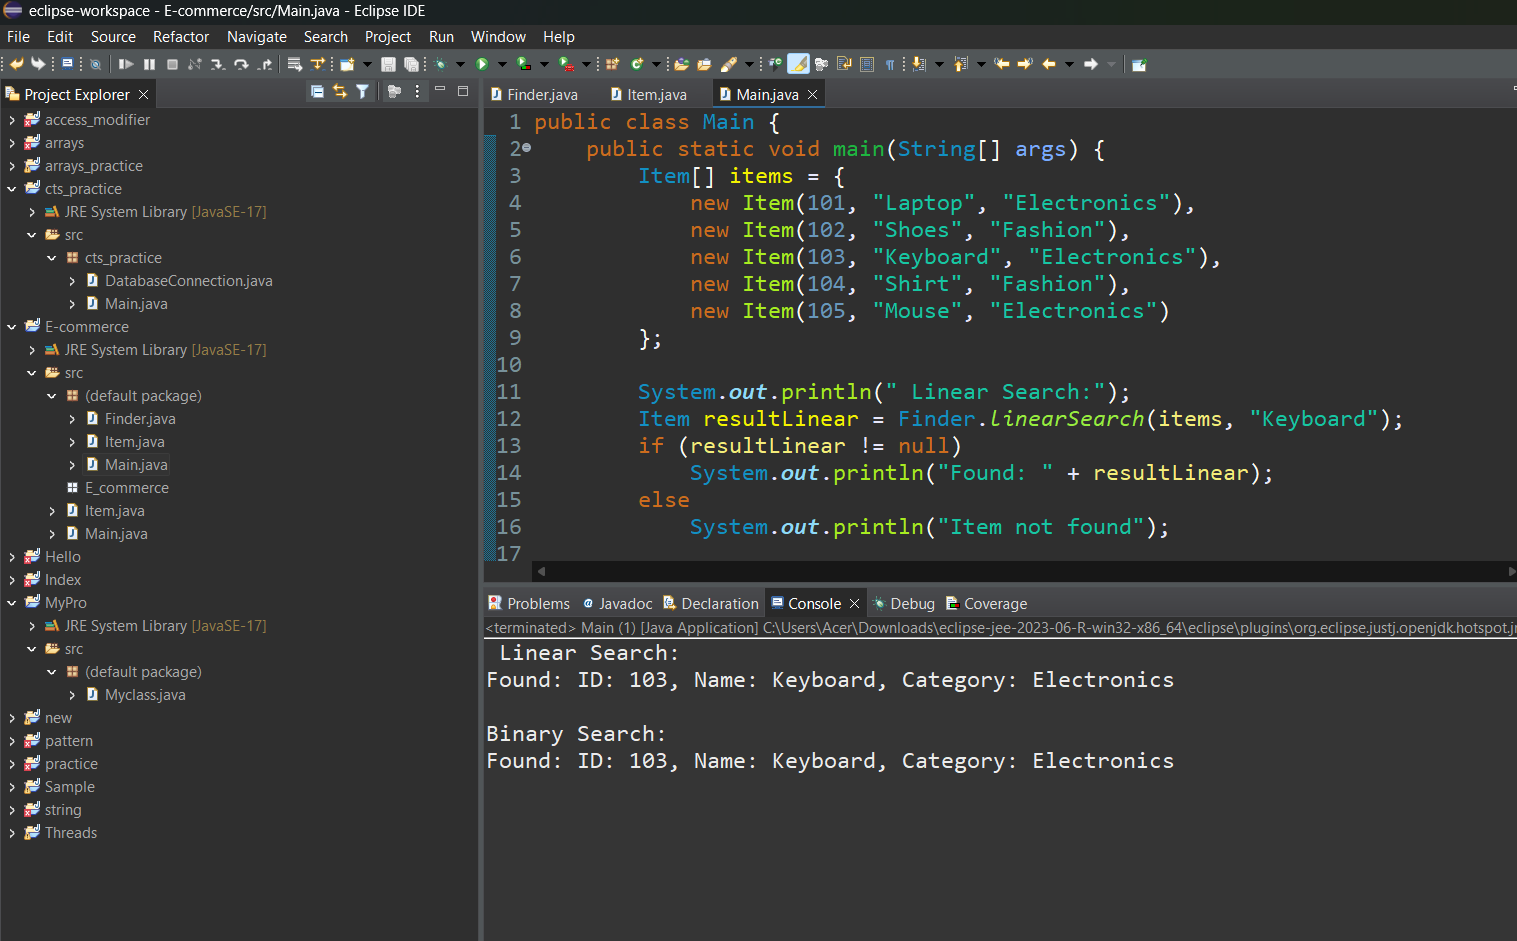 eclipse-workspace - E-commerce/src/Main.java - Eclipse IDE
File Edit Source Refactor Navigate Search Project Run Window Help
Project Explorer
access_modifier
arrays
arrays_practice
cts_practice
JRE System Library [JavaSE-17]
src
cts_practice
DatabaseConnection.java
Main.java
E-commerce
JRE System Library [JavaSE-17]
src
(default package)
Finder.java
Item.java
Main.java
E_commerce
Item.java
Main.java
Hello
Index
MyPro
JRE System Library [JavaSE-17]
src
(default package)
Myclass.java
new
pattern
practice
Sample
string
Threads
Finder.java Item.java Main.java
1 public class Main {
2 public static void main(String[] args) {
3 Item[] items = {
4 new Item(101, "Laptop", "Electronics"),
5 new Item(102, "Shoes", "Fashion"),
6 new Item(103, "Keyboard", "Electronics"),
7 new Item(104, "Shirt", "Fashion"),
8 new Item(105, "Mouse", "Electronics")
9 };
10
11 System.out.println(" Linear Search:");
12 Item resultLinear = Finder.linearSearch(items, "Keyboard");
13 if (resultLinear != null)
14 System.out.println("Found: " + resultLinear);
15 else
16 System.out.println("Item not found");
17
Problems Javadoc Declaration Console Debug Coverage
<terminated> Main (1) [Java Application] C:\Users\Acer\Downloads\eclipse-jee-2023-06-R-win32-x86_64\eclipse\plugins\org.eclipse.justj.openjdk.hotspot.jr
Linear Search:
Found: ID: 103, Name: Keyboard, Category: Electronics
Binary Search:
Found: ID: 103, Name: Keyboard, Category: Electronics